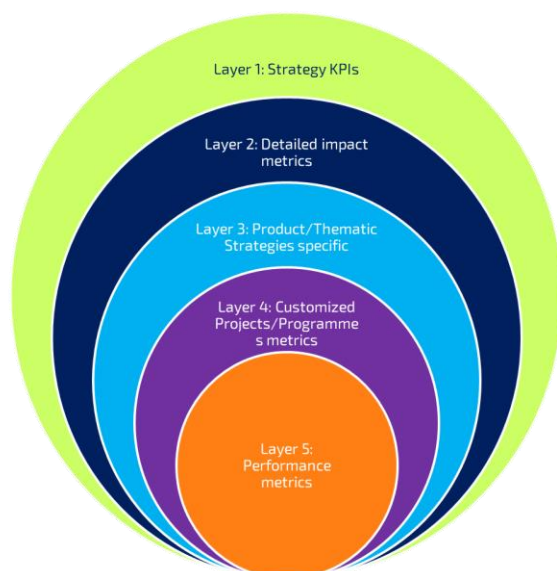 Layer 1: Strategy KPIs
Layer 2: Detailed impact
metrics
Layer 3: Product/Thematic
Strategies specific
Layer 4: Customized
Projects/Programme
s metrics
Layer 5:
Performance
metrics